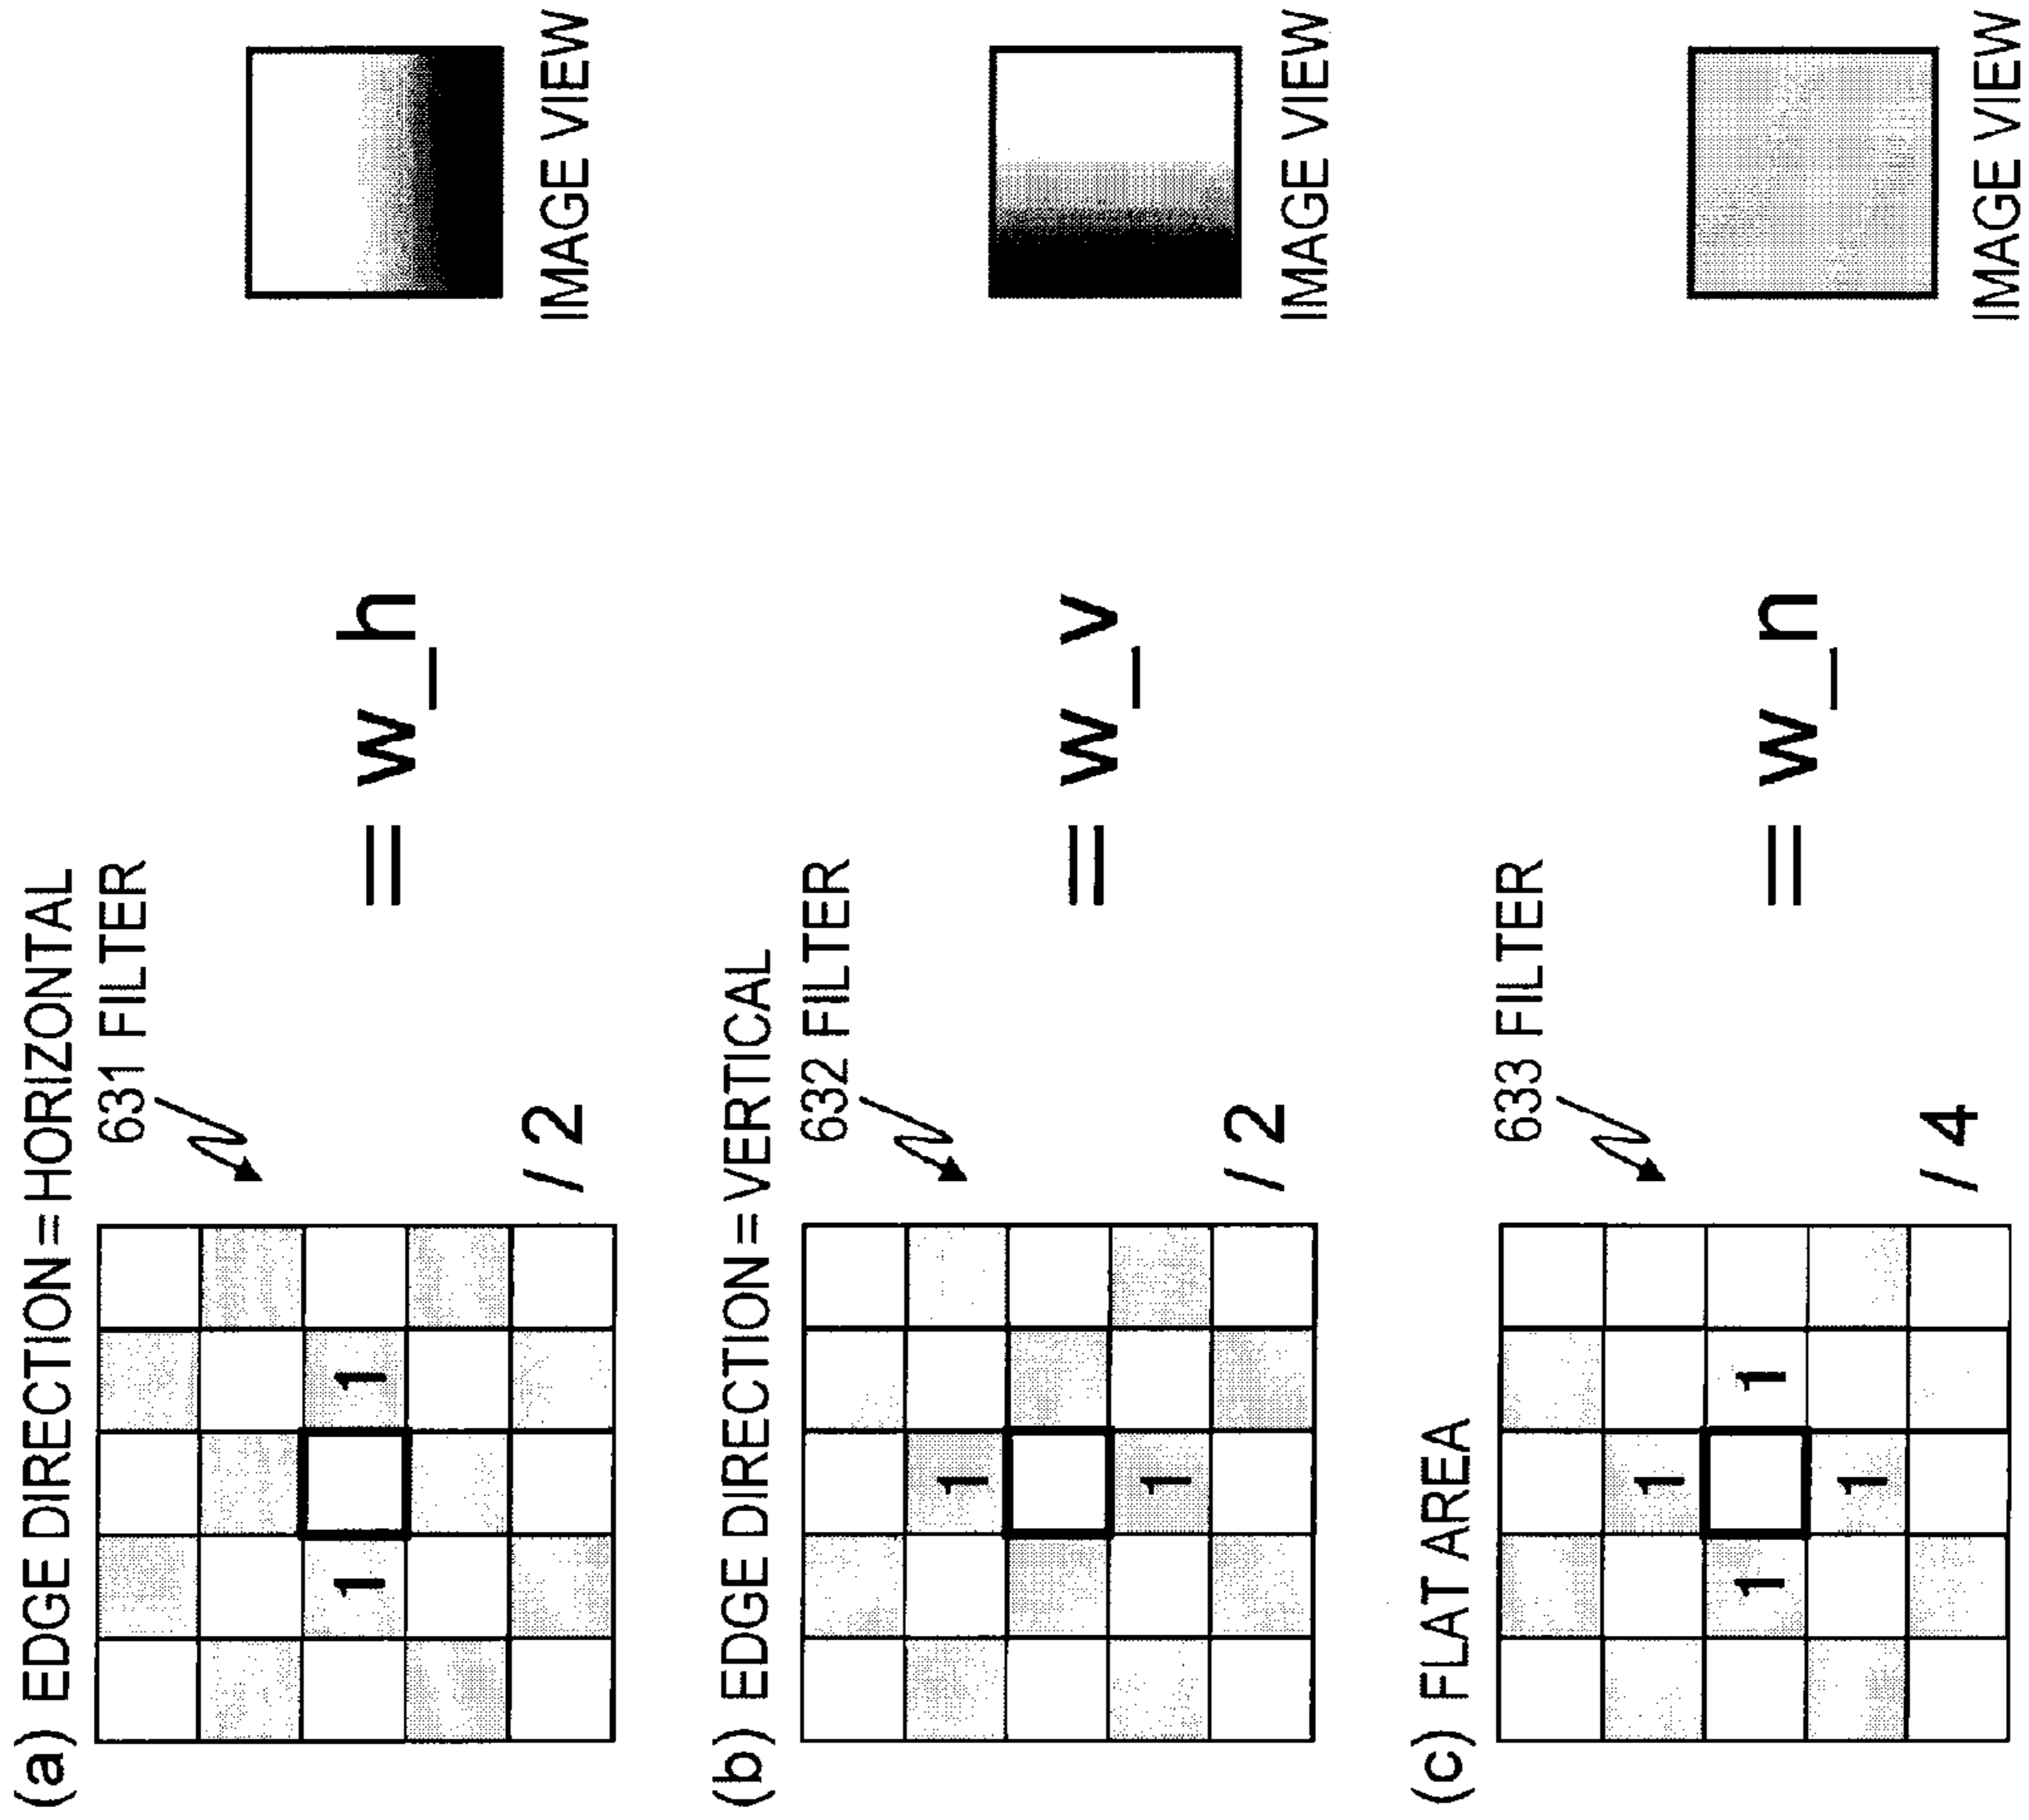 (a) EDGE DIRECTION = HORIZONTAL
631 FILTER
1 1
= w_h
/ 2
IMAGE VIEW
(b) EDGE DIRECTION = VERTICAL
632 FILTER
1
= w_v
1
/ 2
IMAGE VIEW
(c) FLAT AREA
633 FILTER
1
1 1
= w_n
1
/ 4
IMAGE VIEW